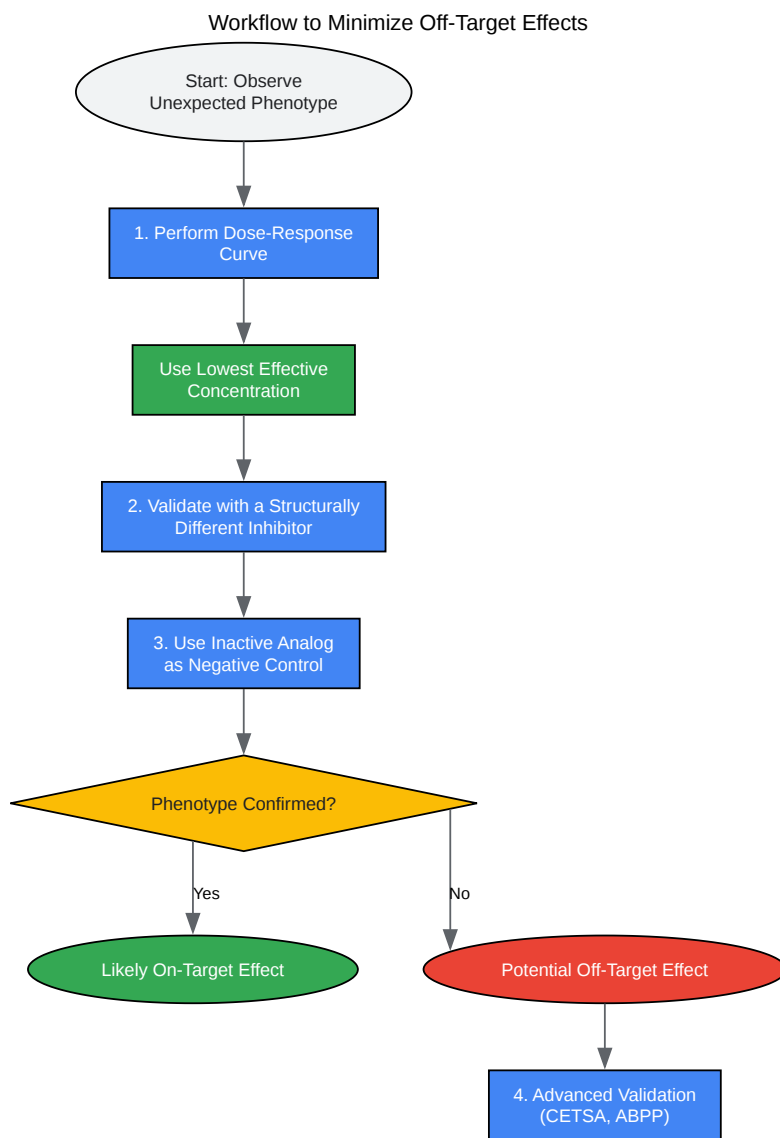 Workflow to Minimize Off-Target Effects
Start: Observe
Unexpected Phenotype
1. Perform Dose-Response
Curve
Use Lowest Effective
Concentration
2. Validate with a Structurally
Different Inhibitor
3. Use Inactive Analog
as Negative Control
Phenotype Confirmed?
Yes
No
Likely On-Target Effect
Potential Off-Target Effect
4. Advanced Validation
(CETSA, ABPP)